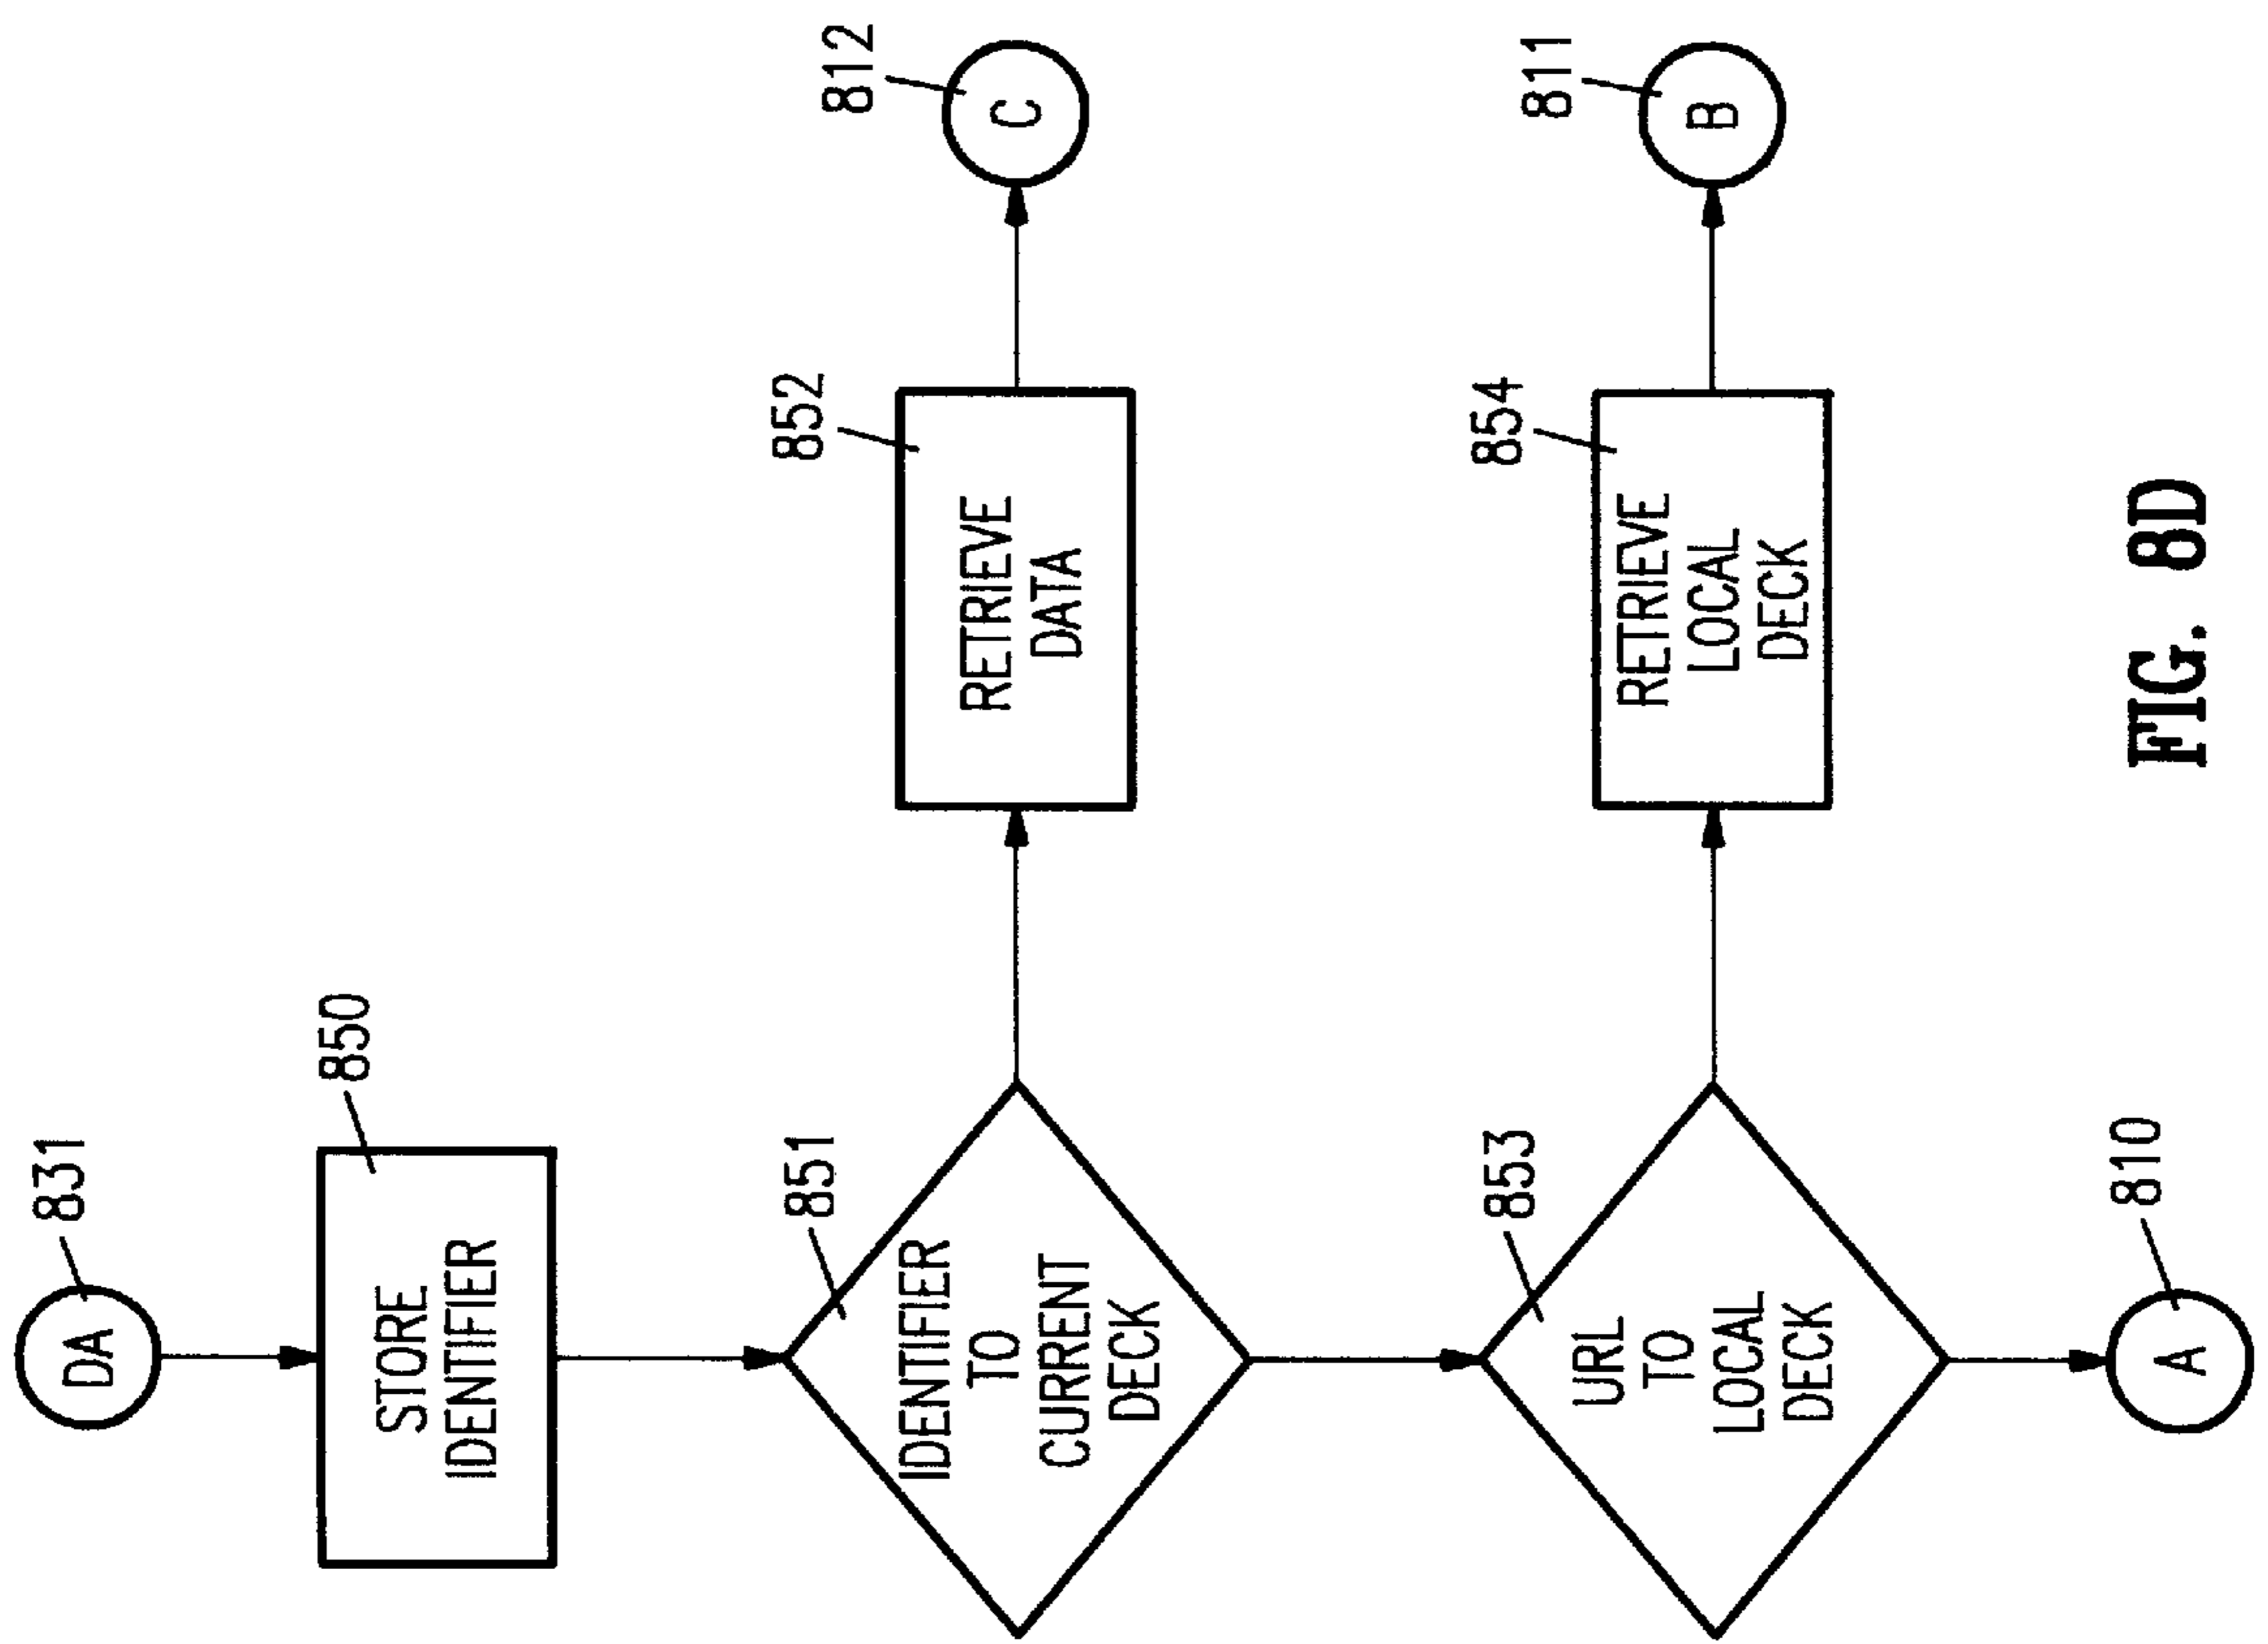 DA
831
STORE
IDENTIFIER
850
IDENTIFIER
TO
CURRENT
DECK
851
RETRIEVE
DATA
852
C
812
URL
TO
LOCAL
DECK
853
RETRIEVE
LOCAL
DECK
854
B
811
A
810
FIG. 8D